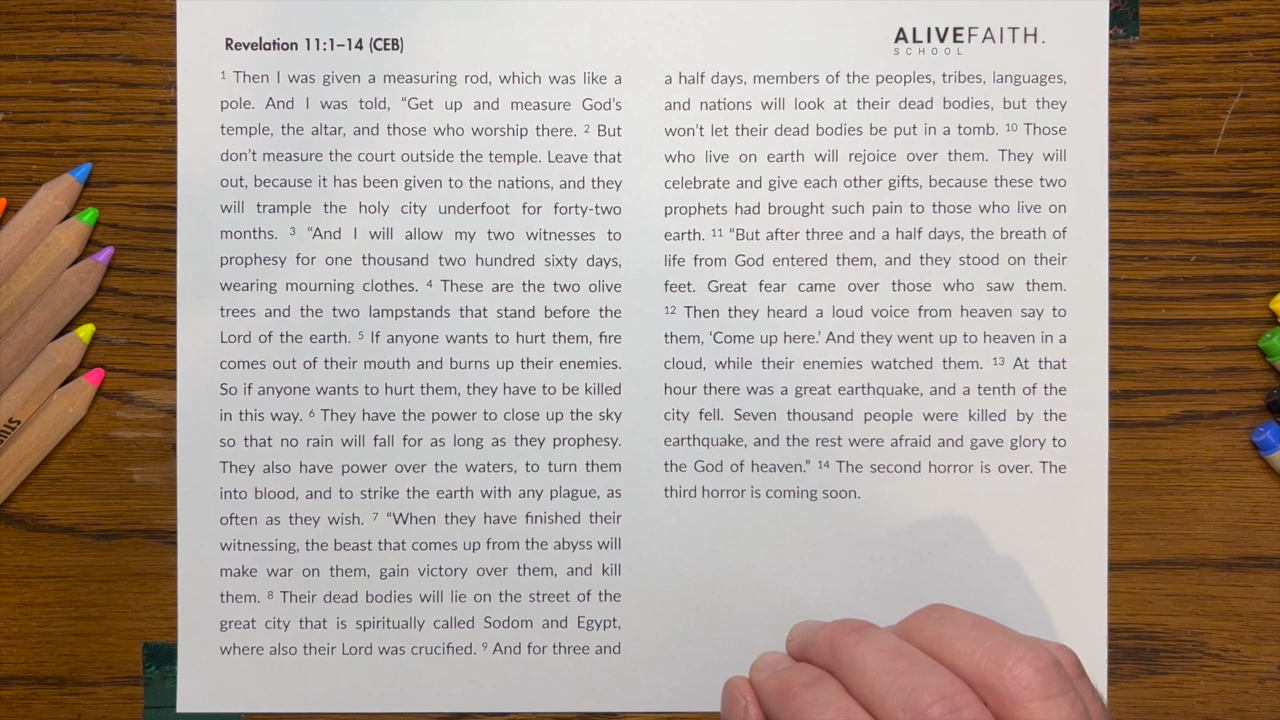 Revelation 11:1–14 (CEB)
ALIVEFAITH.
SCHOOL
1 Then I was given a measuring rod, which was like a
pole. And I was told, “Get up and measure God’s
temple, the altar, and those who worship there. 2 But
don’t measure the court outside the temple. Leave that
out, because it has been given to the nations, and they
will trample the holy city underfoot for forty-two
months. 3 “And I will allow my two witnesses to
prophesy for one thousand two hundred sixty days,
wearing mourning clothes. 4 These are the two olive
trees and the two lampstands that stand before the
Lord of the earth. 5 If anyone wants to hurt them, fire
comes out of their mouth and burns up their enemies.
So if anyone wants to hurt them, they have to be killed
in this way. 6 They have the power to close up the sky
so that no rain will fall for as long as they prophesy.
They also have power over the waters, to turn them
into blood, and to strike the earth with any plague, as
often as they wish. 7 “When they have finished their
witnessing, the beast that comes up from the abyss will
make war on them, gain victory over them, and kill
them. 8 Their dead bodies will lie on the street of the
great city that is spiritually called Sodom and Egypt,
where also their Lord was crucified. 9 And for three and
a half days, members of the peoples, tribes, languages,
and nations will look at their dead bodies, but they
won’t let their dead bodies be put in a tomb. 10 Those
who live on earth will rejoice over them. They will
celebrate and give each other gifts, because these two
prophets had brought such pain to those who live on
earth. 11 “But after three and a half days, the breath of
life from God entered them, and they stood on their
feet. Great fear came over those who saw them.
12 Then they heard a loud voice from heaven say to
them, ‘Come up here.’ And they went up to heaven in a
cloud, while their enemies watched them. 13 At that
hour there was a great earthquake, and a tenth of the
city fell. Seven thousand people were killed by the
earthquake, and the rest were afraid and gave glory to
the God of heaven.” 14 The second horror is over. The
third horror is coming soon.